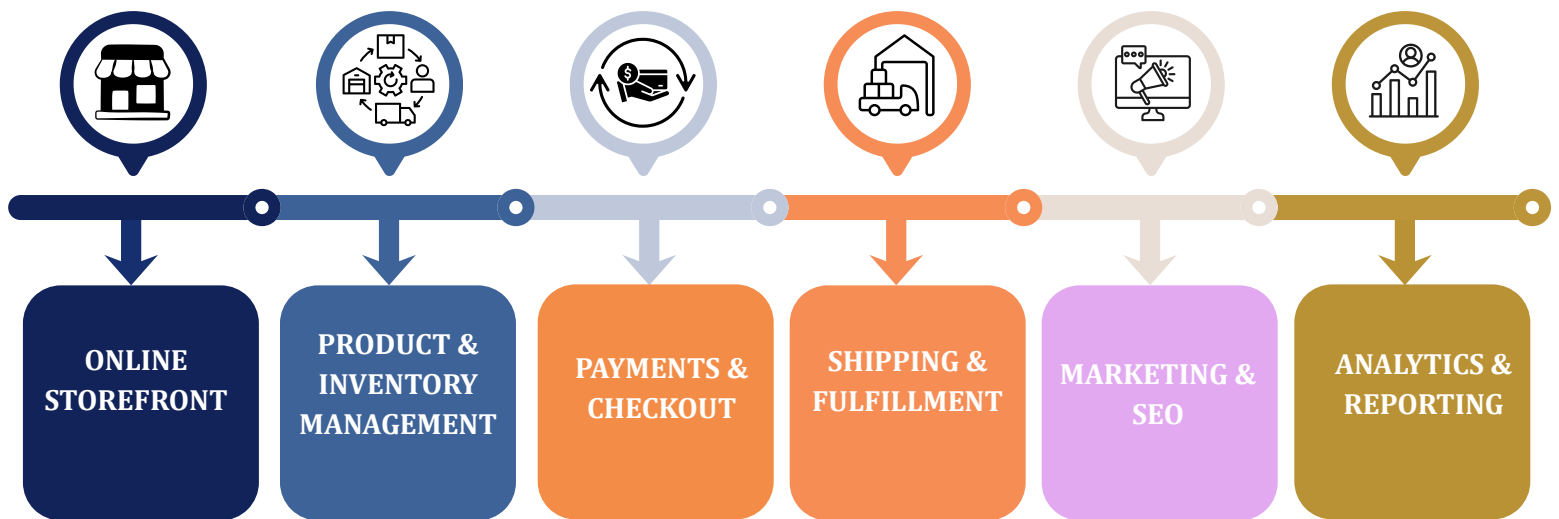 ONLINE
STOREFRONT
PRODUCT &
INVENTORY
MANAGEMENT
PAYMENTS &
CHECKOUT
SHIPPING &
FULFILLMENT
MARKETING &
SEO
ANALYTICS &
REPORTING
$